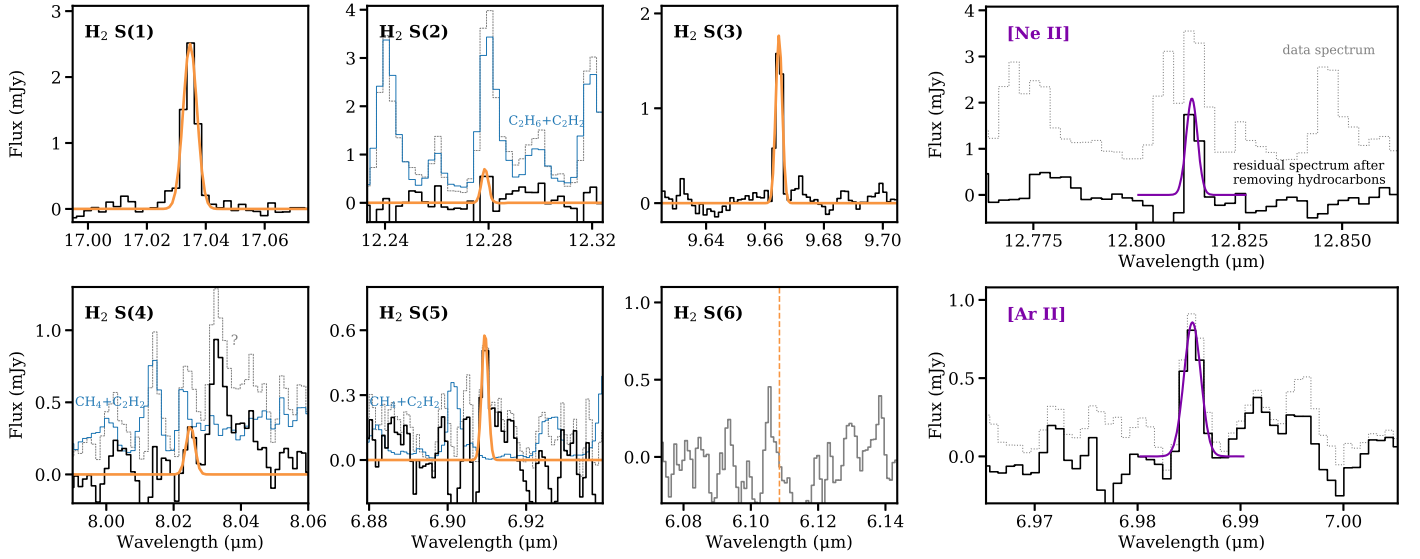 H₂ S(1)
Flux (mJy)
3
2
1
0
17.00 17.02 17.04 17.06
H₂ S(2)
C₂H₆+C₂H₂
4
3
2
1
0
12.24 12.28 12.32
H₂ S(3)
2
1
0
9.64 9.66 9.68 9.70
[Ne II]
data spectrum
residual spectrum after
removing hydrocarbons
Flux (mJy)
4
3
2
1
0
12.775 12.800 12.825 12.850
Wavelength (μm)
H₂ S(4)
?
CH₄+C₂H₂
Flux (mJy)
1.0
0.5
0.0
8.00 8.02 8.04 8.06
Wavelength (μm)
H₂ S(5)
CH₄+C₂H₂
0.6
0.3
0.0
6.88 6.90 6.92
Wavelength (μm)
H₂ S(6)
1.0
0.5
0.0
6.08 6.10 6.12 6.14
Wavelength (μm)
[Ar II]
Flux (mJy)
1.0
0.5
0.0
6.97 6.98 6.99 7.00
Wavelength (μm)